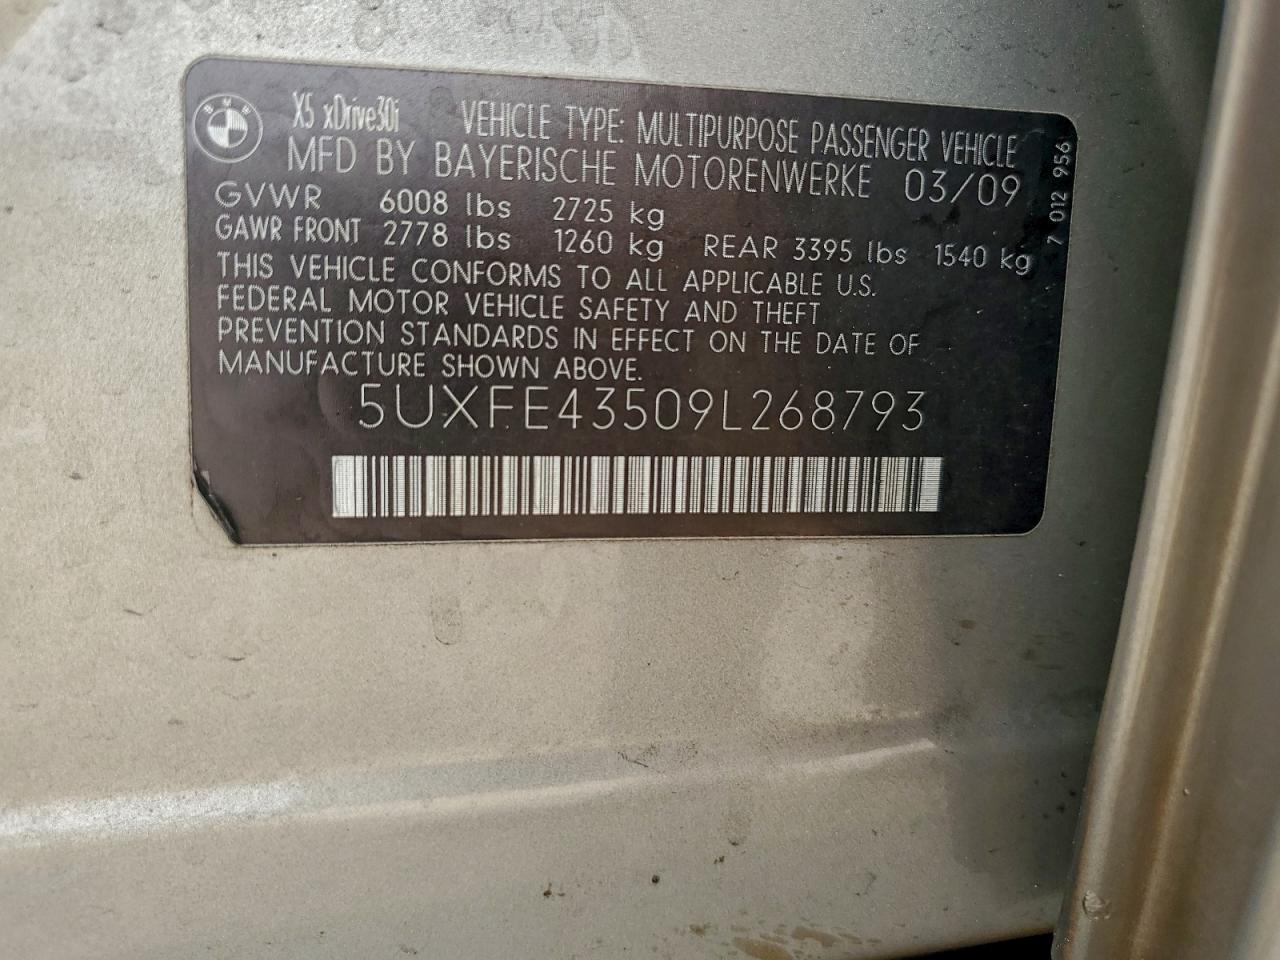 BMW
X5 xDrive30i VEHICLE TYPE: MULTIPURPOSE PASSENGER VEHICLE
MFD BY BAYERISCHE MOTORENWERKE 03/09
GVWR 6008 lbs 2725 kg
GAWR FRONT 2778 lbs 1260 kg REAR 3395 lbs 1540 kg
THIS VEHICLE CONFORMS TO ALL APPLICABLE U.S.
FEDERAL MOTOR VEHICLE SAFETY AND THEFT
PREVENTION STANDARDS IN EFFECT ON THE DATE OF
MANUFACTURE SHOWN ABOVE.
5UXFE43509L268793
7 012 956